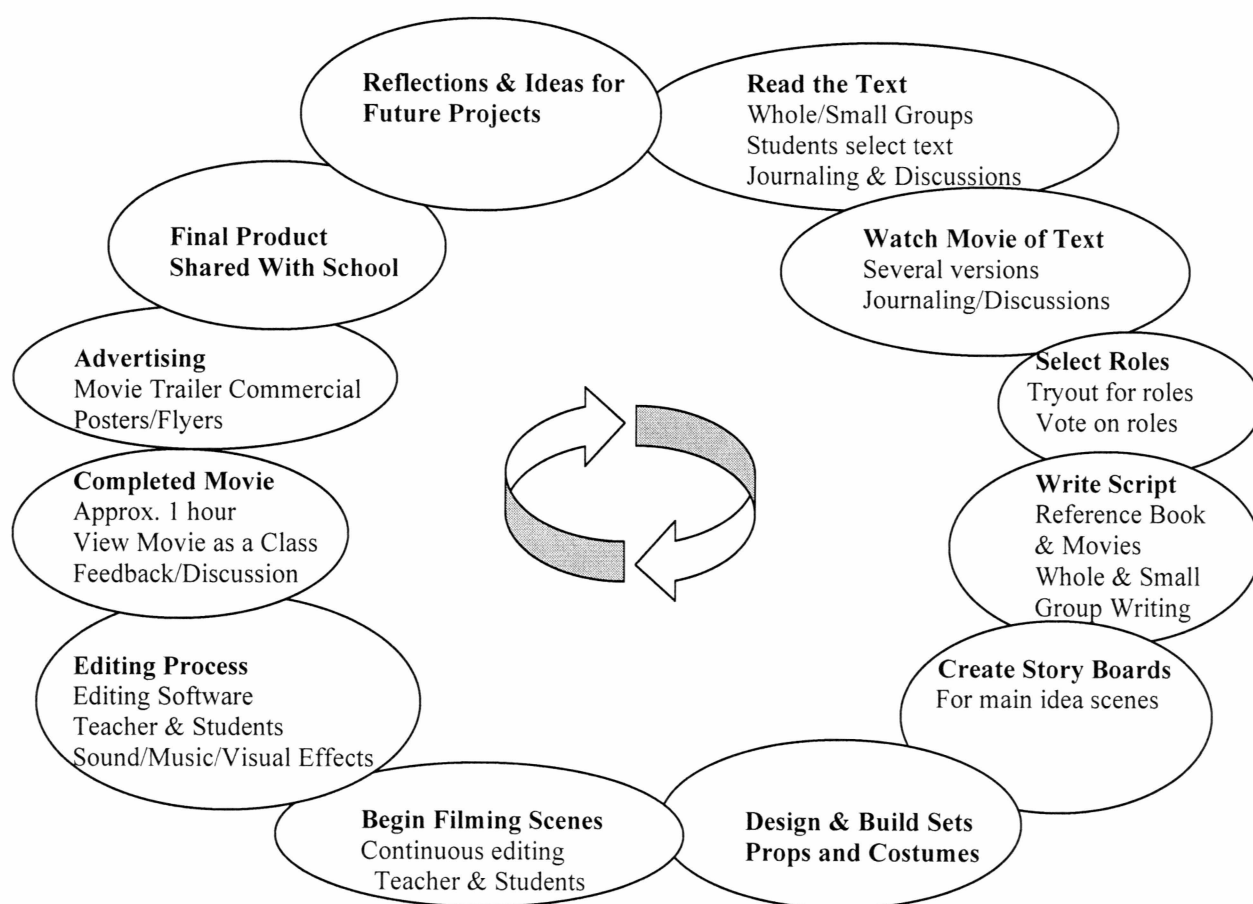 Reflections & Ideas for
Future Projects
Read the Text
Whole/Small Groups
Students select text
Journaling & Discussions
Watch Movie of Text
Several versions
Journaling/Discussions
Select Roles
Tryout for roles
Vote on roles
Write Script
Reference Book
& Movies
Whole & Small
Group Writing
Create Story Boards
For main idea scenes
Design & Build Sets
Props and Costumes
Begin Filming Scenes
Continuous editing
Teacher & Students
Editing Process
Editing Software
Teacher & Students
Sound/Music/Visual Effects
Completed Movie
Approx. 1 hour
View Movie as a Class
Feedback/Discussion
Advertising
Movie Trailer Commercial
Posters/Flyers
Final Product
Shared With School